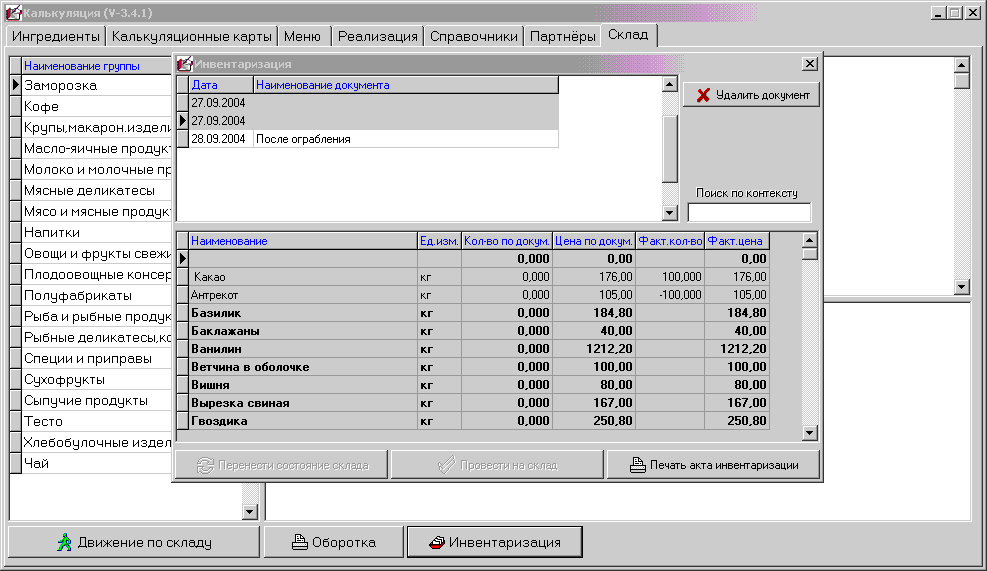 Калькуляция (V-3.4.1)
Ингредиенты Калькуляционные карты Меню Реализация Справочники Партнёры Склад
Наименование группы
Заморозка
Кофе
Крупы,макарон.издели
Масло-яичные продукт
Молоко и молочные пр
Мясные деликатесы
Мясо и мясные продук
Напитки
Овощи и фрукты свежи
Плодоовощные консер
Полуфабрикаты
Рыба и рыбные продук
Рыбные деликатесы,ко
Специи и приправы
Сухофрукты
Сыпучие продукты
Тесто
Хлебобулочные издел
Чай
Инвентаризация
Дата Наименование документа
27.09.2004
27.09.2004
28.09.2004 После ограбления
Удалить документ
Поиск по контексту
Наименование Ед.изм. Кол-во по докум. Цена по докум. Факт.кол-во Факт.цена
0,000 0,00 0,00
Какао кг 0,000 176,00 100,000 176,00
Антрекот кг 0,000 105,00 -100,000 105,00
Базилик кг 0,000 184,80 184,80
Баклажаны кг 0,000 40,00 40,00
Ванилин кг 0,000 1212,20 1212,20
Ветчина в оболочке кг 0,000 100,00 100,00
Вишня кг 0,000 80,00 80,00
Вырезка свиная кг 0,000 167,00 167,00
Гвоздика кг 0,000 250,80 250,80
Перенести состояние склада Провести на склад Печать акта инвентаризации
Движение по складу Оборотка Инвентаризация